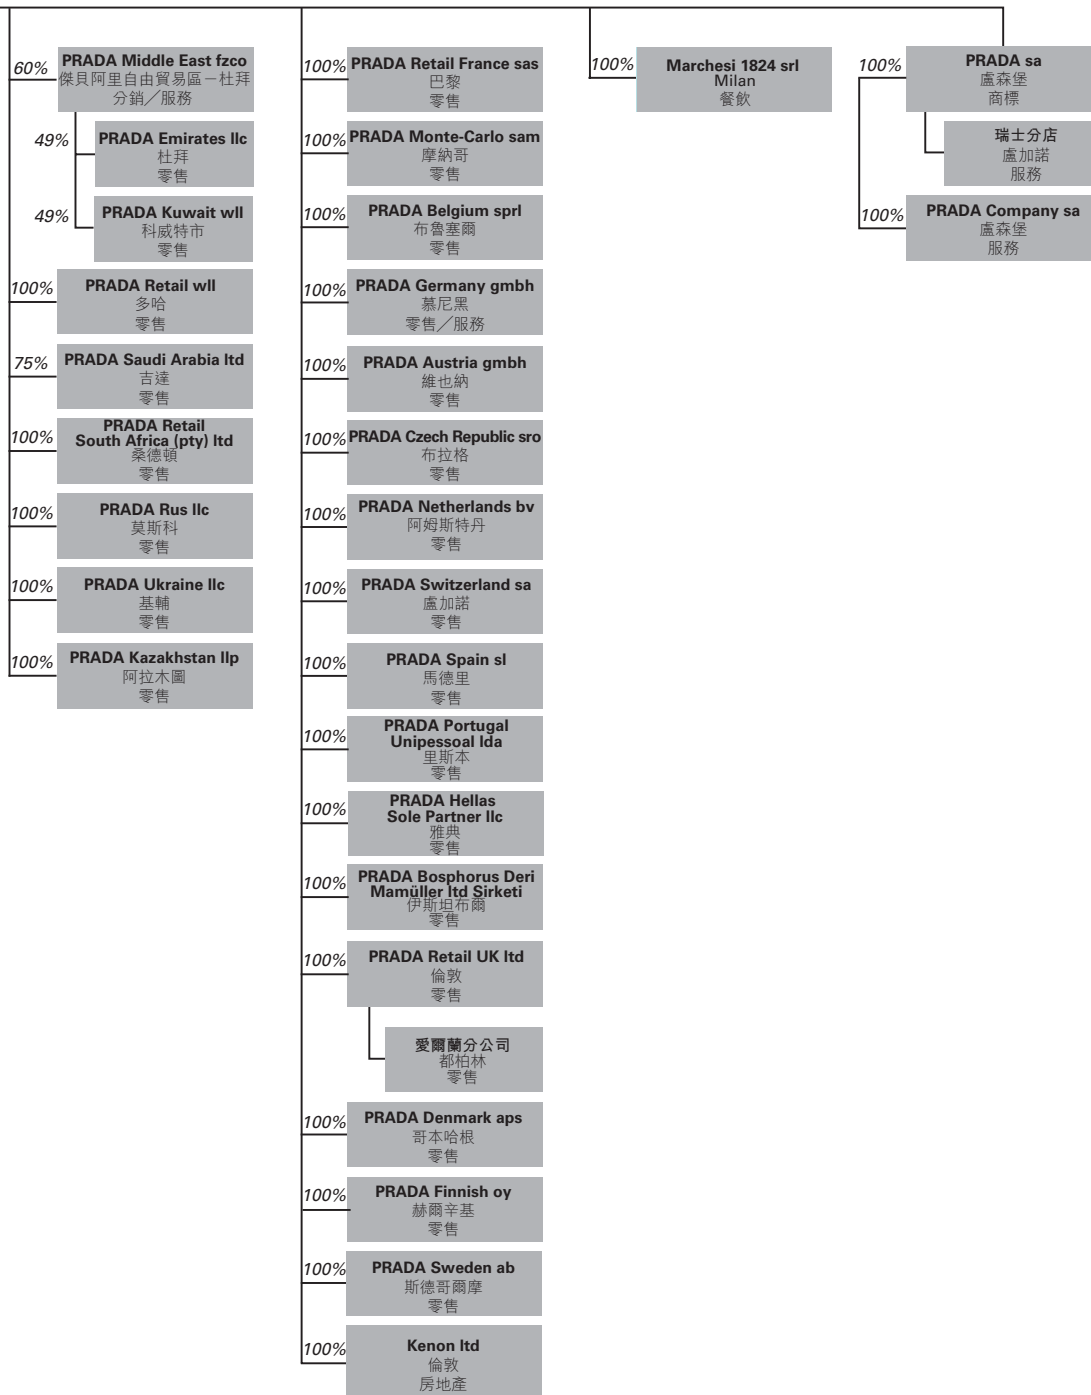 60%
PRADA Middle East fzco
傑貝阿里自由貿易區－杜拜
分銷／服務
49%
PRADA Emirates llc
杜拜
零售
49%
PRADA Kuwait wll
科威特市
零售
100%
PRADA Retail wll
多哈
零售
75%
PRADA Saudi Arabia ltd
吉達
零售
100%
PRADA Retail
South Africa (pty) ltd
桑德頓
零售
100%
PRADA Rus llc
莫斯科
零售
100%
PRADA Ukraine llc
基輔
零售
100%
PRADA Kazakhstan llp
阿拉木圖
零售
100%
PRADA Retail France sas
巴黎
零售
100%
PRADA Monte-Carlo sam
摩納哥
零售
100%
PRADA Belgium sprl
布魯塞爾
零售
100%
PRADA Germany gmbh
慕尼黑
零售／服務
100%
PRADA Austria gmbh
維也納
零售
100%
PRADA Czech Republic sro
布拉格
零售
100%
PRADA Netherlands bv
阿姆斯特丹
零售
100%
PRADA Switzerland sa
盧加諾
零售
100%
PRADA Spain sl
馬德里
零售
100%
PRADA Portugal
Unipessoal lda
里斯本
零售
100%
PRADA Hellas
Sole Partner llc
雅典
零售
100%
PRADA Bosphorus Deri
Mamüller ltd Sirketi
伊斯坦布爾
零售
100%
PRADA Retail UK ltd
倫敦
零售
愛爾蘭分公司
都柏林
零售
100%
PRADA Denmark aps
哥本哈根
零售
100%
PRADA Finnish oy
赫爾辛基
零售
100%
PRADA Sweden ab
斯德哥爾摩
零售
100%
Kenon ltd
倫敦
房地產
100%
Marchesi 1824 srl
Milan
餐飲
100%
PRADA sa
盧森堡
商標
瑞士分店
盧加諾
服務
100%
PRADA Company sa
盧森堡
服務